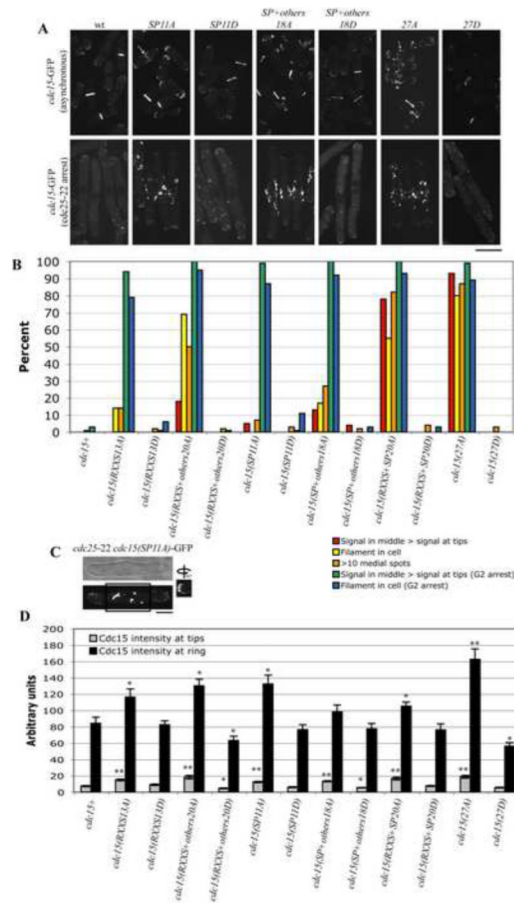 A
wt
SP11A
SP11D
SP+others
18A
SP+others
18D
27A
27D
cdc15-GFP
(asynchronous)
cdc15-GFP
(cdc25-22 arrest)
B
Percent
100
90
80
70
60
50
40
30
20
10
0
cdc15+
cdc15(RXXS13A)
cdc15(RXXS13D)
cdc15(RXXS+others20A)
cdc15(RXXS+others20D)
cdc15(SP11A)
cdc15(SP11D)
cdc15(SP+others18A)
cdc15(SP+others18D)
cdc15(RXXS+SP20A)
cdc15(RXXS+SP20D)
cdc15(27A)
cdc15(27D)
Signal in middle > signal at tips
Filament in cell
>10 medial spots
Signal in middle > signal at tips (G2 arrest)
Filament in cell (G2 arrest)
C
cdc25-22 cdc15(SP11A)-GFP
D
Arbitrary units
200
180
160
140
120
100
80
60
40
20
0
Cdc15 intensity at tips
Cdc15 intensity at ring
** * ** * * * ** * ** * ** * ** ** *
cdc15+
cdc15(RXXS13A)
cdc15(RXXS13D)
cdc15(RXXS+others20A)
cdc15(RXXS+others20D)
cdc15(SP11A)
cdc15(SP11D)
cdc15(SP+others18A)
cdc15(SP+others18D)
cdc15(RXXS+SP20A)
cdc15(RXXS+SP20D)
cdc15(27A)
cdc15(27D)